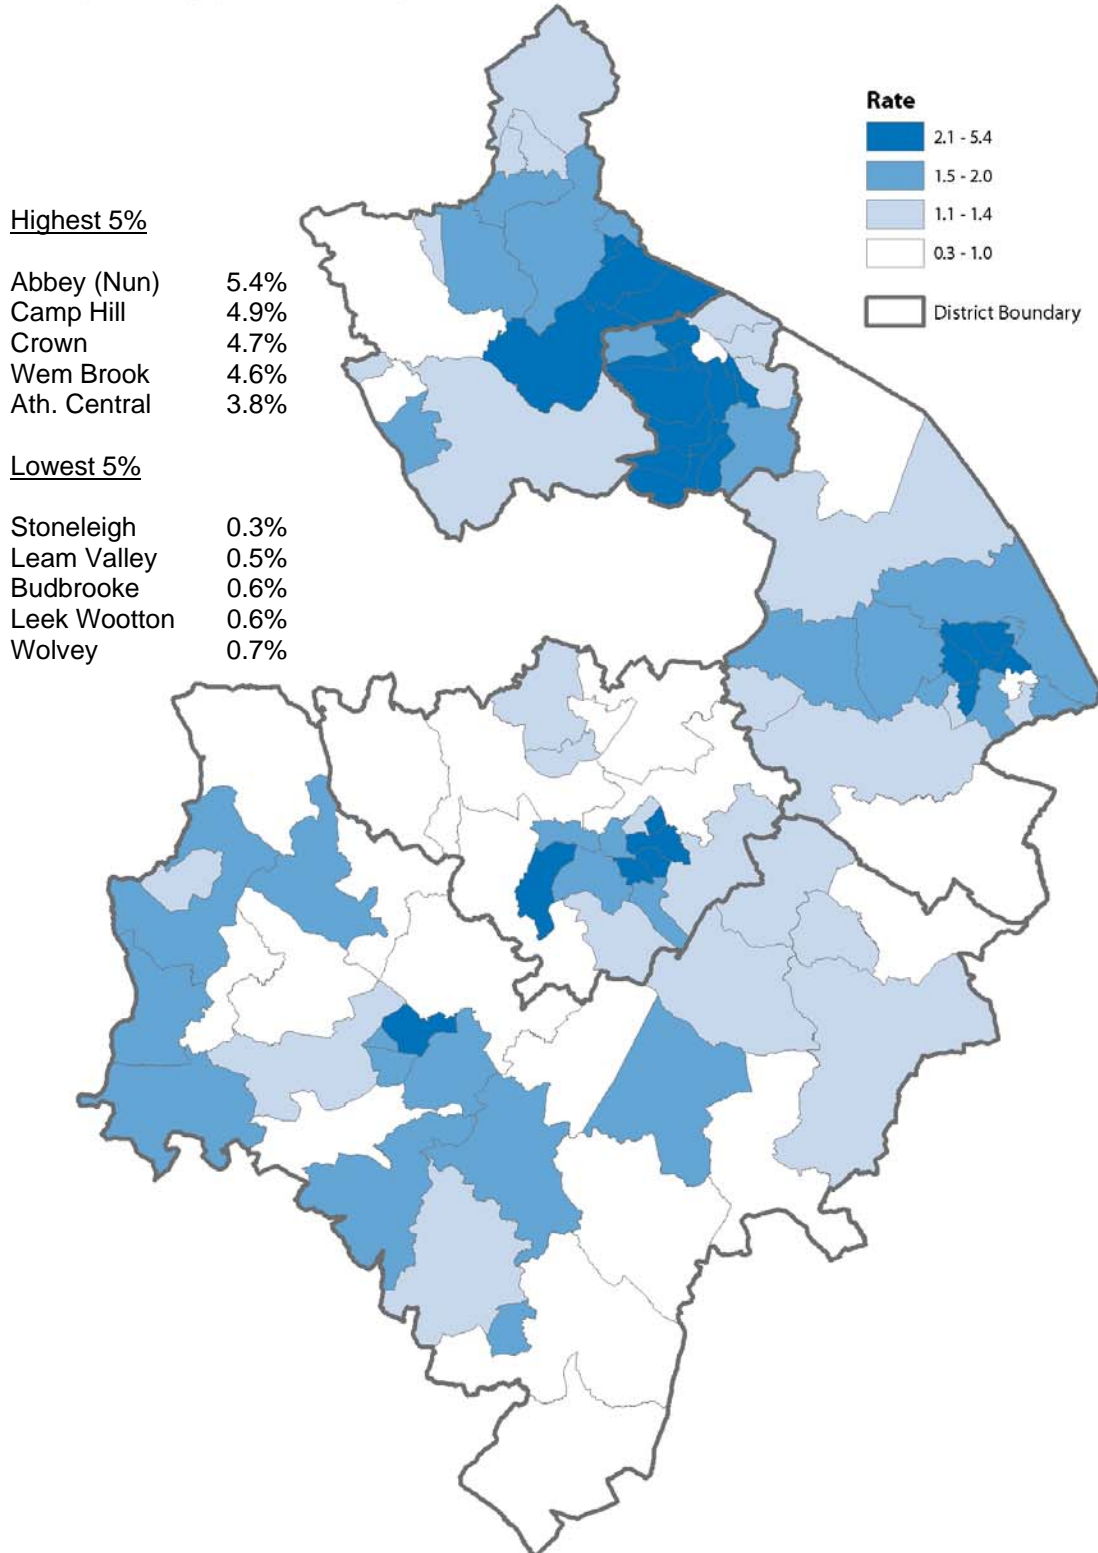 Rate
2.1 - 5.4
1.5 - 2.0
1.1 - 1.4
0.3 - 1.0
District Boundary
Highest 5%
Abbey (Nun) 5.4%
Camp Hill 4.9%
Crown 4.7%
Wem Brook 4.6%
Ath. Central 3.8%
Lowest 5%
Stoneleigh 0.3%
Leam Valley 0.5%
Budbrooke 0.6%
Leek Wootton 0.6%
Wolvey 0.7%